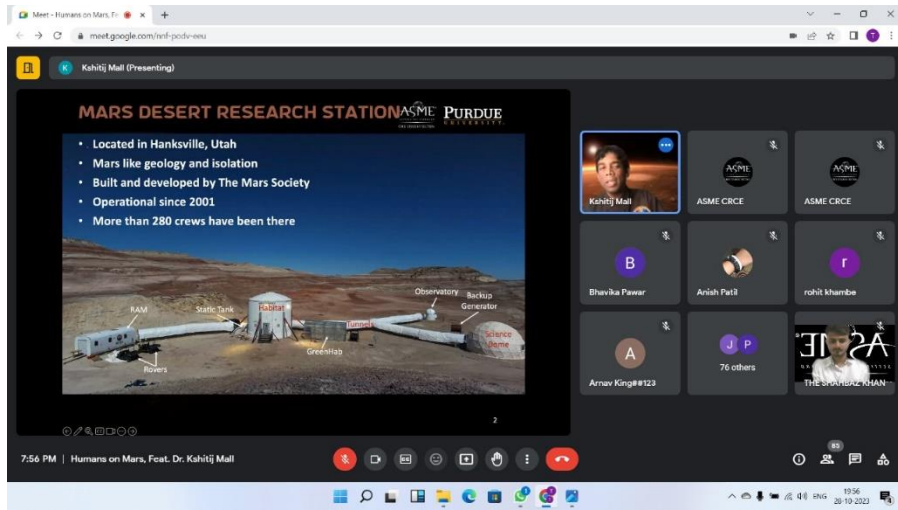 Meet - Humans on Mars, Fe
meet.google.com/nnf-podv-eeu
T
K
Kshitij Mall (Presenting)
MARS DESERT RESEARCH STATION
ASME
PURDUE
UNIVERSITY
• Located in Hanksville, Utah
• Mars like geology and isolation
• Built and developed by The Mars Society
• Operational since 2001
• More than 280 crews have been there
Observatory
Backup
Generator
RAM
Static Tank
Habitat
Tunnels
Science
Dome
GreenHab
Rovers
2
Kshitij Mall
ASME
ASME CRCE
ASME
ASME CRCE
B
Bhavika Pawar
Anish Patil
r
rohit khambe
A
Arnav King##123
J P
76 others
THE SHAHBAZ KHAN
7:56 PM | Humans on Mars, Feat. Dr. Kshitij Mall
85
ENG
19:56
28-10-2023